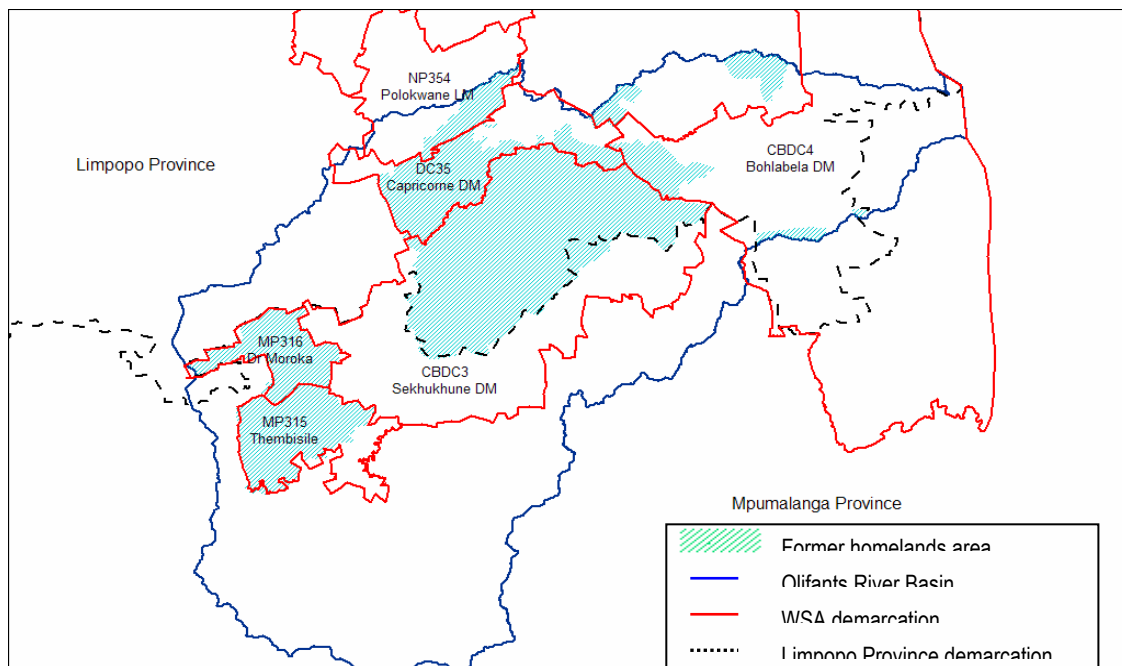 NP354
Polokwane LM
Limpopo Province
DC35
Capricorne DM
CBDC4
Bohlabela DM
MP316
Dr Moroka
CBDC3
Sekhukhune DM
MP315
Thembisile
Mpumalanga Province
Former homelands area
Olifants River Basin
WSA demarcation
Limpopo Province demarcation